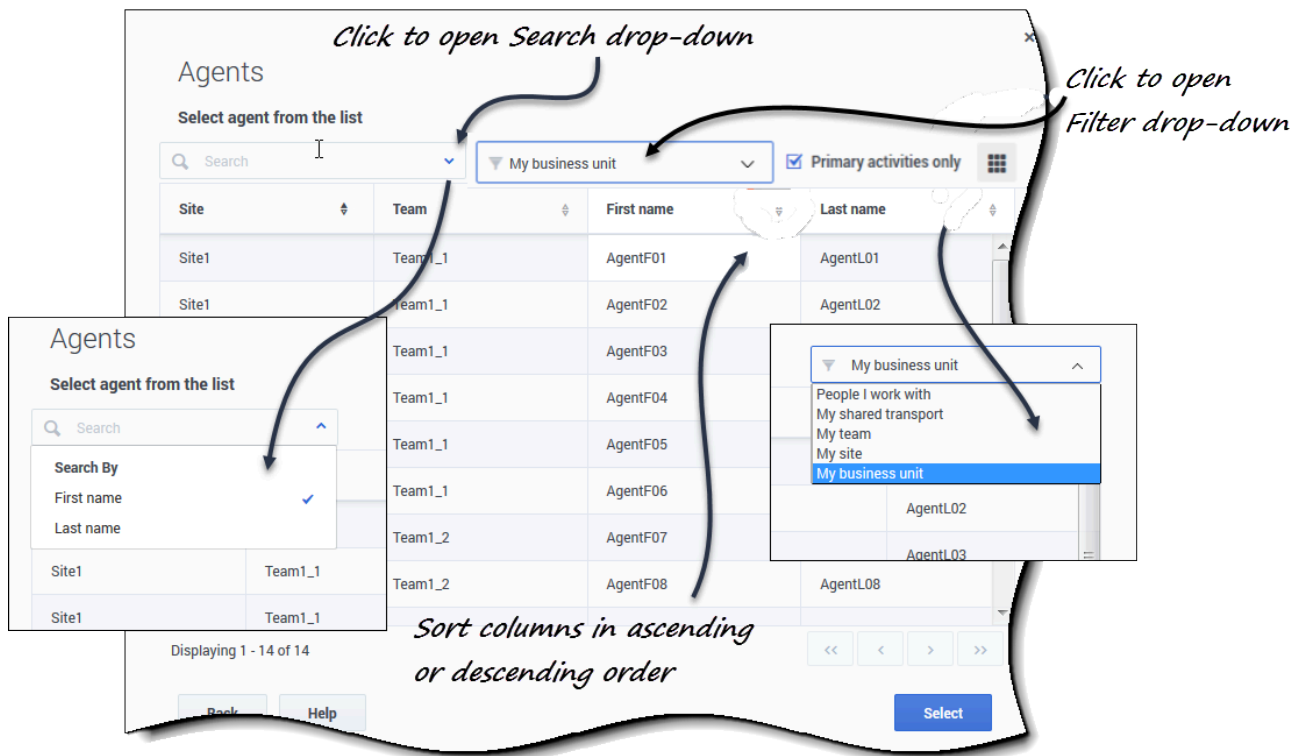 Click to open Search drop-down
Agents
Click to open
Filter drop-down
Select agent from the list
Search
My business unit
Primary activities only
Site Team First name Last name
Site1 Team1_1 AgentF01 AgentL01
Site1 Team1_1 AgentF02 AgentL02
Team1_1 AgentF03
Team1_1 AgentF04
Team1_1 AgentF05
Team1_1 AgentF06
Team1_2 AgentF07
Team1_2 AgentF08 AgentL08
Agents
Select agent from the list
Search
Search By
First name
Last name
Site1 Team1_1
Site1 Team1_1
My business unit
People I work with
My shared transport
My team
My site
My business unit
AgentL02
AgentL03
Sort columns in ascending
or descending order
Displaying 1 - 14 of 14
<< < > >>
Back Help Select